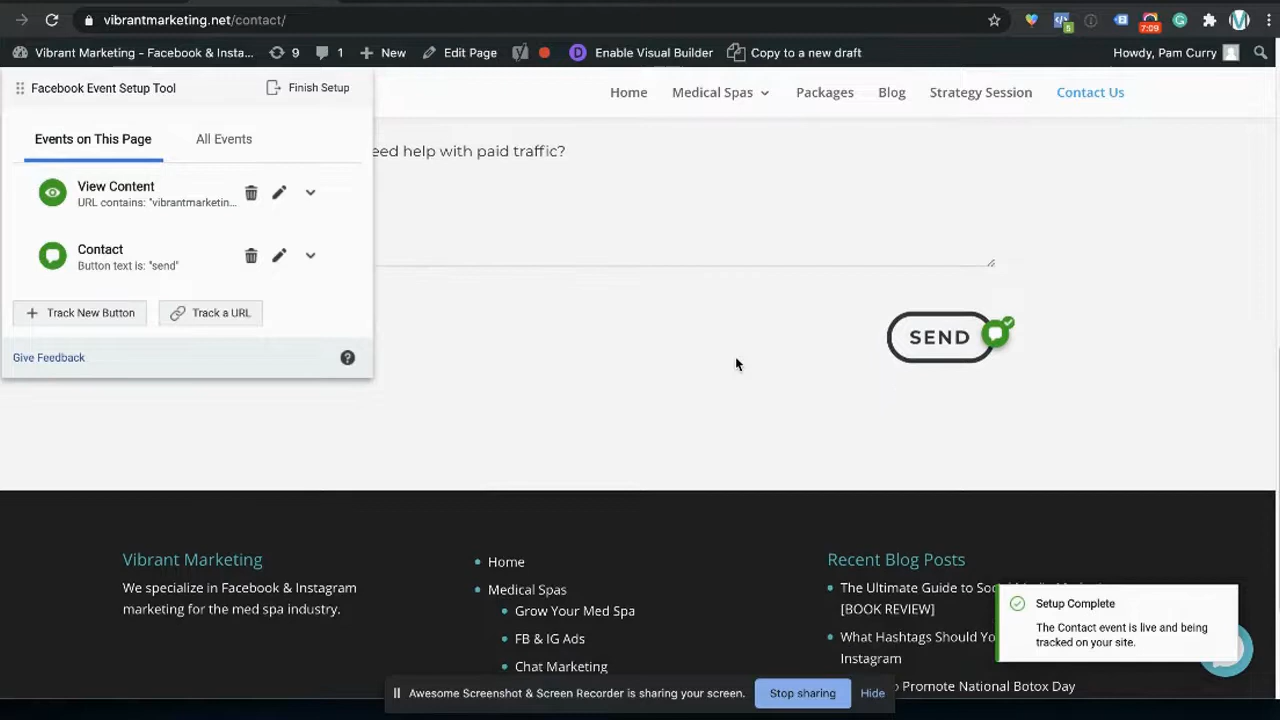 vibrantmarketing.net/contact/
5
7:09
Vibrant Marketing – Facebook & Insta... 9 1 New Edit Page Enable Visual Builder Copy to a new draft Howdy, Pam Curry
Facebook Event Setup Tool Finish Setup
Home Medical Spas Packages Blog Strategy Session Contact Us
Events on This Page All Events
eed help with paid traffic?
View Content
URL contains: "vibrantmarketin...
Contact
Button text is: "send"
+ Track New Button Track a URL
SEND
Give Feedback ?
Vibrant Marketing
We specialize in Facebook & Instagram
marketing for the med spa industry.
• Home
• Medical Spas
• Grow Your Med Spa
• FB & IG Ads
• Chat Marketing
Recent Blog Posts
• The Ultimate Guide to
[BOOK REVIEW]
• What Hashtags Should
Instagram
Promote National Botox Day
Setup Complete
The Contact event is live and being
tracked on your site.
Awesome Screenshot & Screen Recorder is sharing your screen. Stop sharing Hide